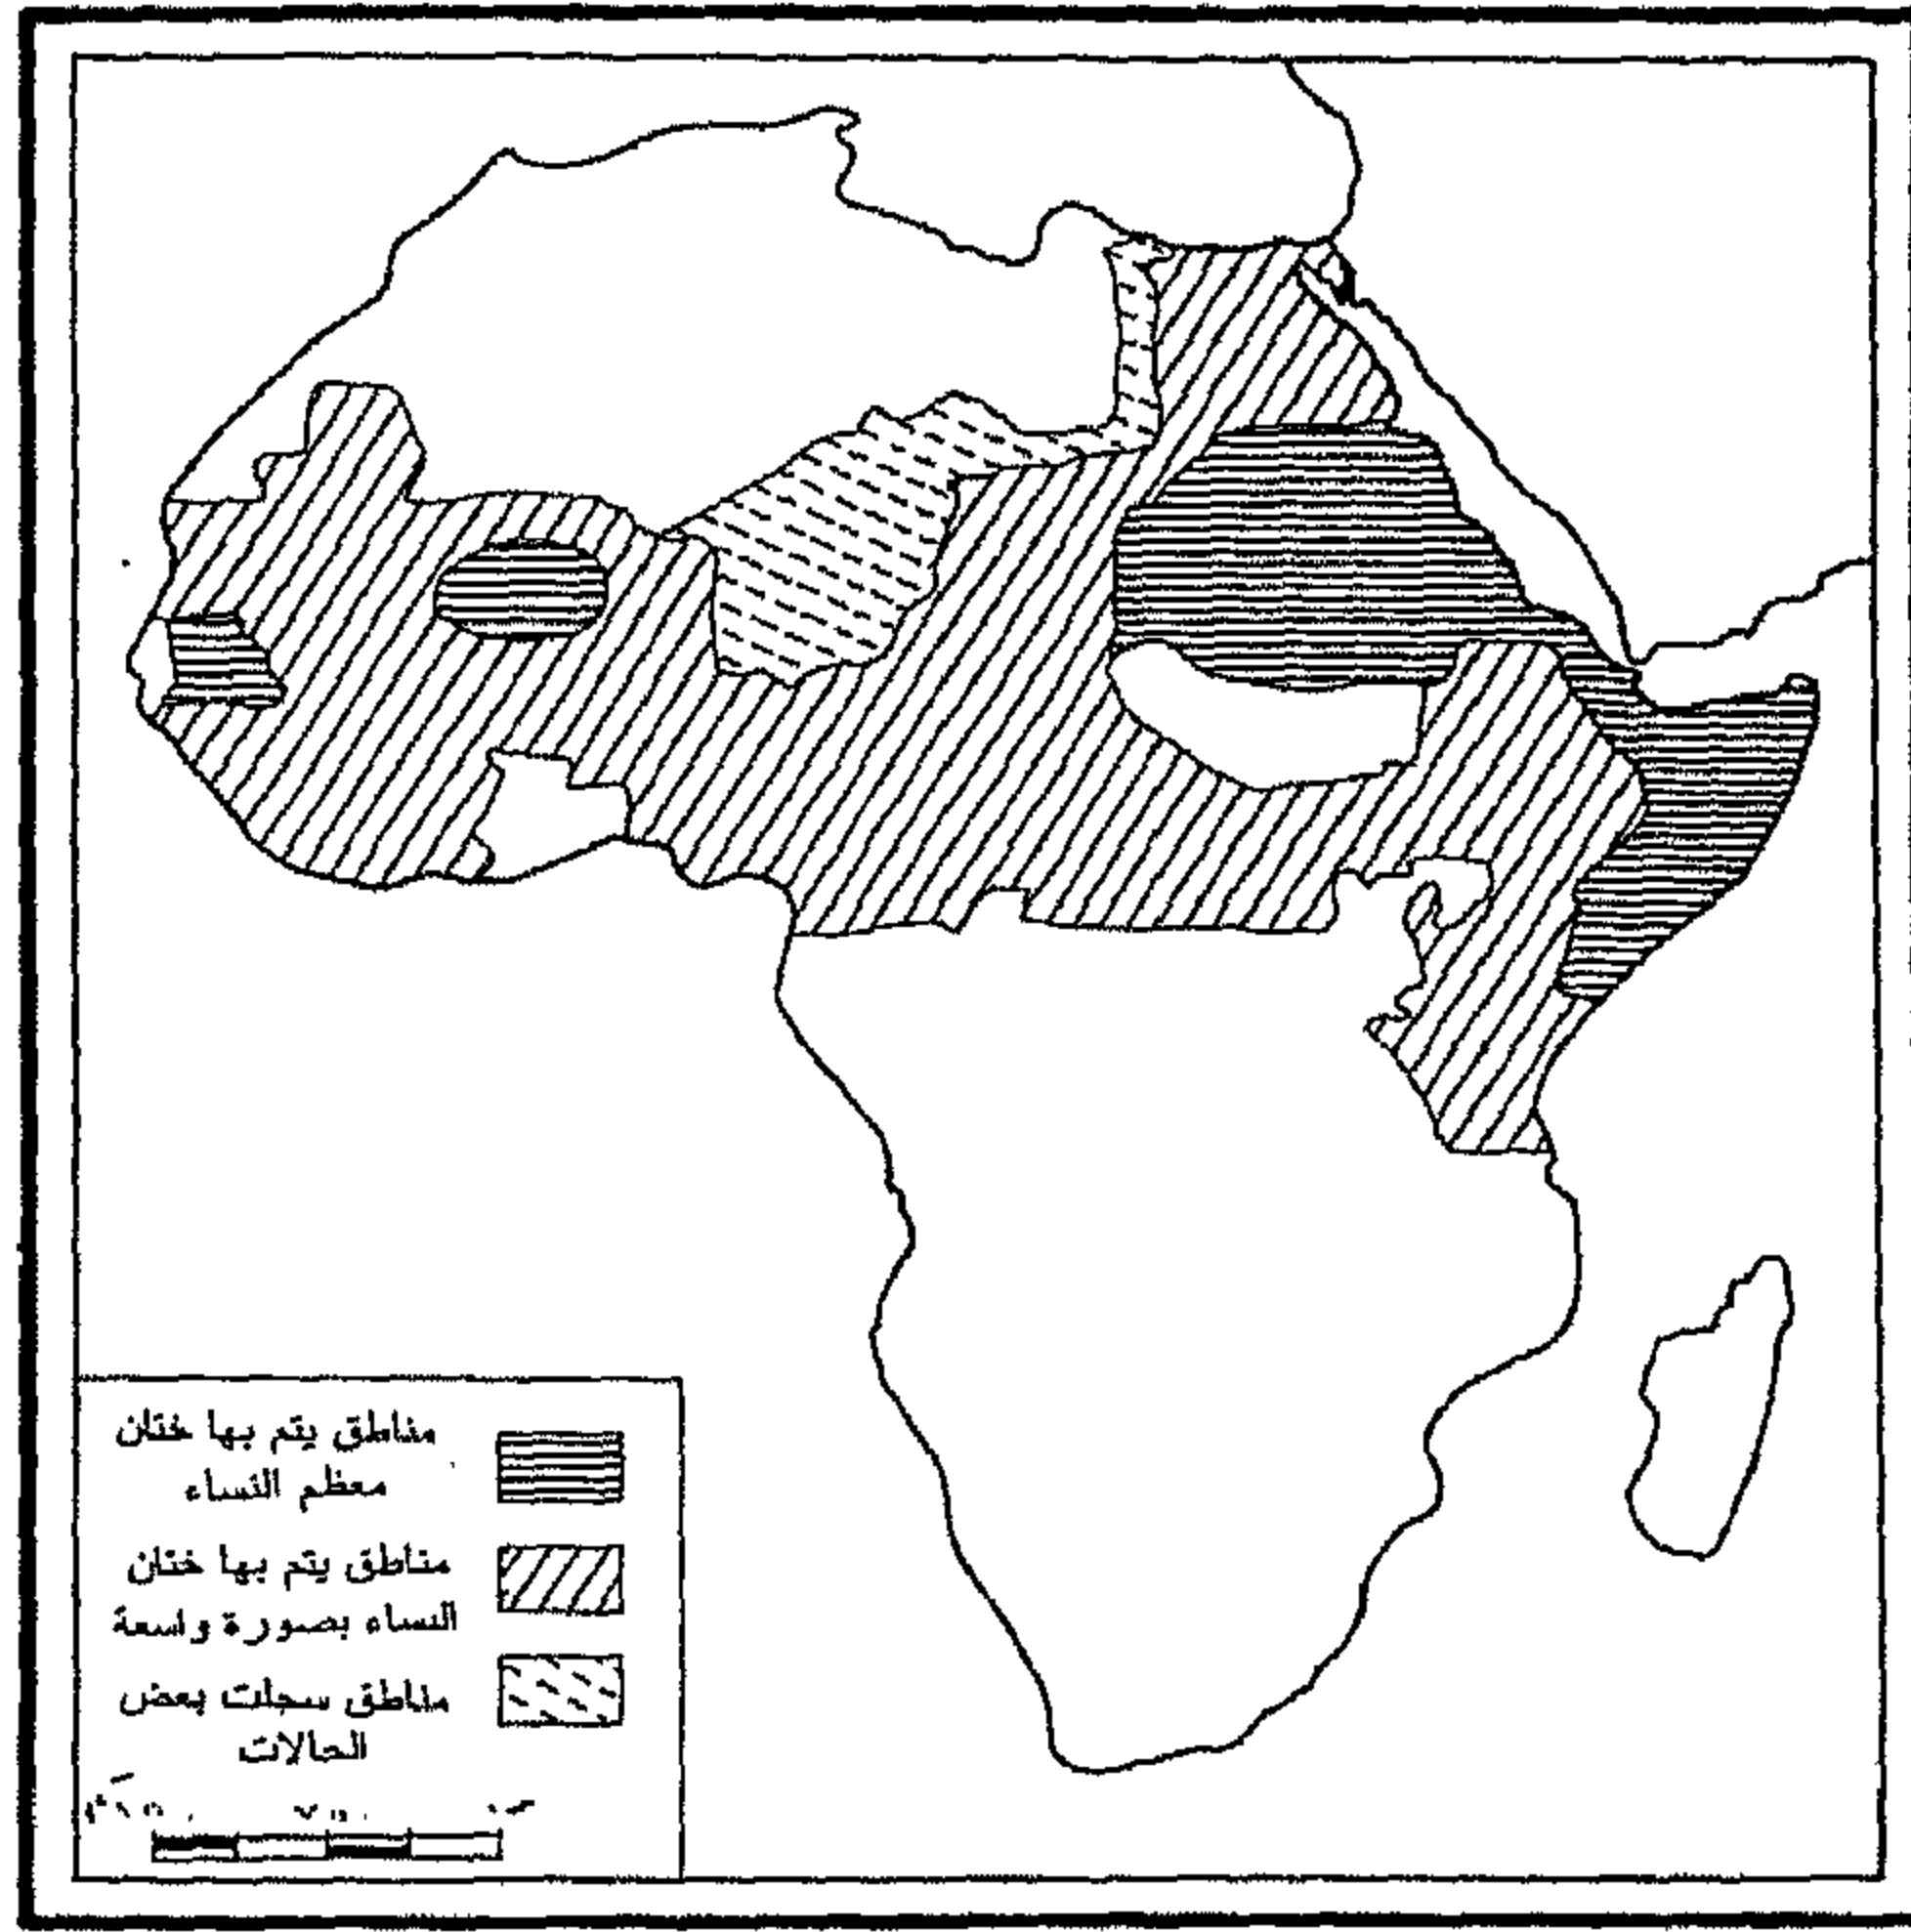 مناطق يتم بها ختان
معظم النساء
مناطق يتم بها ختان
النساء بصورة واسعة
مناطق سجلت بعض
الحالات